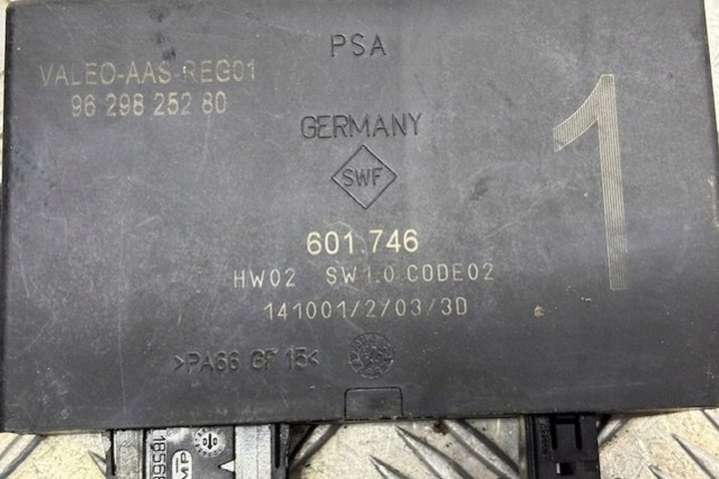 PSA
VALEO-AAS-REG01
96 298 252 80
1
GERMANY
SWF
601.746
HW02 SW1.0 CODE02
141001/2/03/3D
>PA66 GF 15<